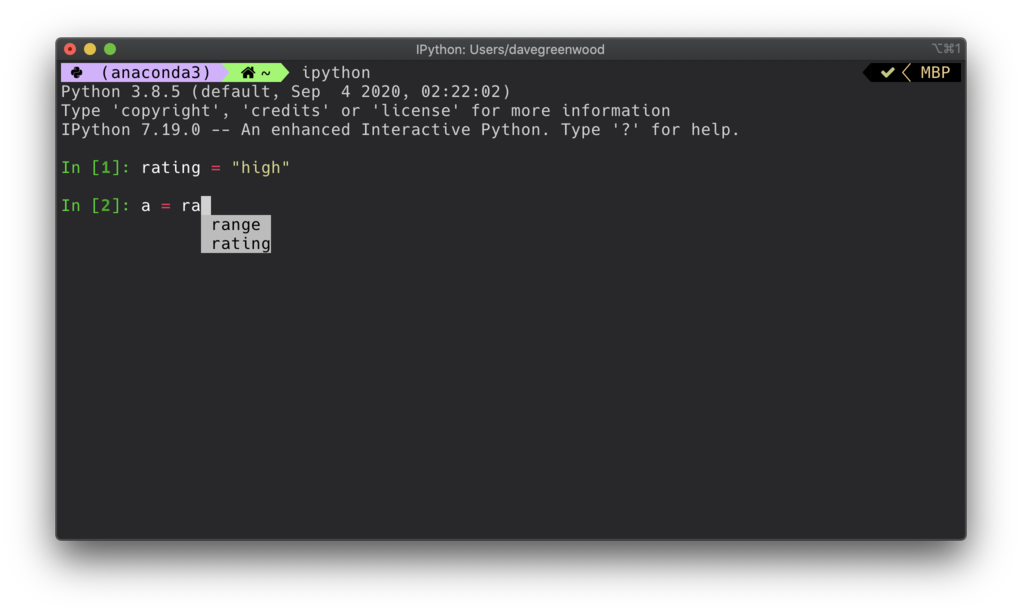 IPython: Users/davegreenwood
⌥⌘1
(anaconda3) ~ ipython MBP
Python 3.8.5 (default, Sep  4 2020, 02:22:02)
Type 'copyright', 'credits' or 'license' for more information
IPython 7.19.0 -- An enhanced Interactive Python. Type '?' for help.
In [1]: rating = "high"
In [2]: a = ra
range
rating